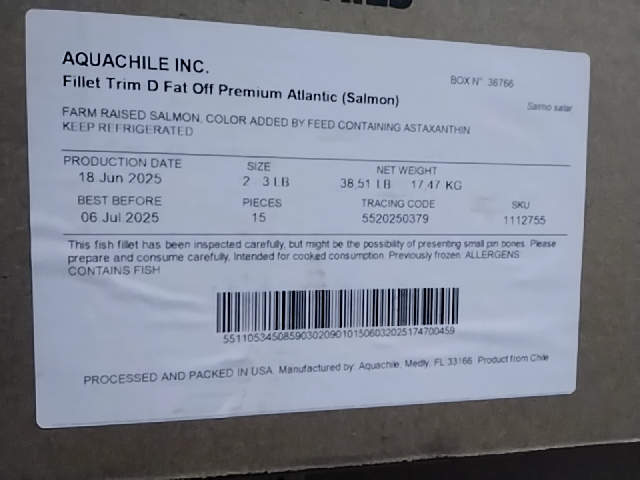 AQUACHILE INC.
BOX N° 36766
Fillet Trim D Fat Off Premium Atlantic (Salmon)
Salmo salar
FARM RAISED SALMON, COLOR ADDED BY FEED CONTAINING ASTAXANTHIN
KEEP REFRIGERATED
PRODUCTION DATE SIZE NET WEIGHT
18 Jun 2025 2 - 3 LB 38,51 LB 17,47 KG
BEST BEFORE PIECES TRACING CODE SKU
06 Jul 2025 15 5520250379 1112755
This fish fillet has been inspected carefully, but might be the possibility of presenting small pin bones. Please
prepare and consume carefully. Intended for cooked consumption. Previously frozen. ALLERGENS:
CONTAINS FISH
5511053450859030209010150603202517470​0459
PROCESSED AND PACKED IN USA. Manufactured by: Aquachile, Medly, FL 33166. Product from Chile